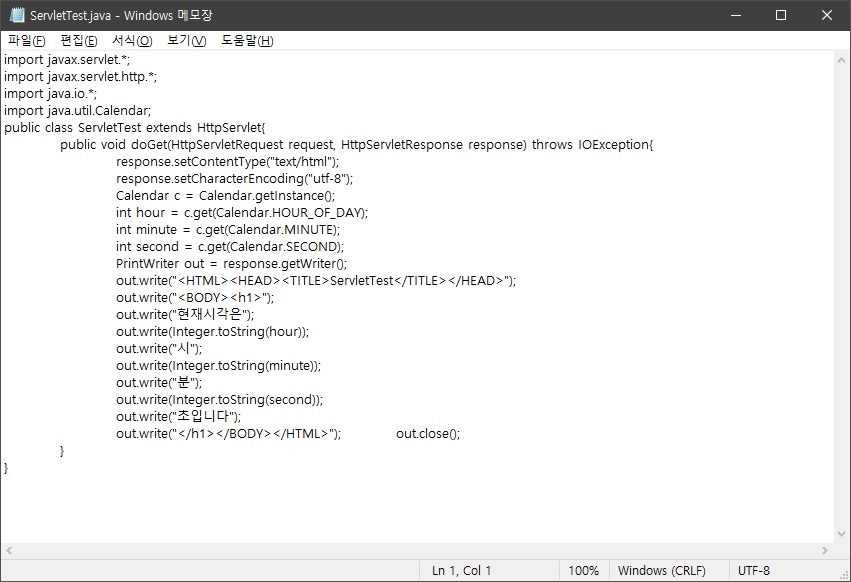 ServletTest.java - Windows 메모장
파일(F) 편집(E) 서식(O) 보기(V) 도움말(H)
import javax.servlet.*;
import javax.servlet.http.*;
import java.io.*;
import java.util.Calendar;
public class ServletTest extends HttpServlet{
public void doGet(HttpServletRequest request, HttpServletResponse response) throws IOException{
response.setContentType("text/html");
response.setCharacterEncoding("utf-8");
Calendar c = Calendar.getInstance();
int hour = c.get(Calendar.HOUR_OF_DAY);
int minute = c.get(Calendar.MINUTE);
int second = c.get(Calendar.SECOND);
PrintWriter out = response.getWriter();
out.write("<HTML><HEAD><TITLE>ServletTest</TITLE></HEAD>");
out.write("<BODY><h1>");
out.write("현재시각은");
out.write(Integer.toString(hour));
out.write("시");
out.write(Integer.toString(minute));
out.write("분");
out.write(Integer.toString(second));
out.write("초입니다");
out.write("</h1></BODY></HTML>"); out.close();
}
}
Ln 1, Col 1 100% Windows (CRLF) UTF-8